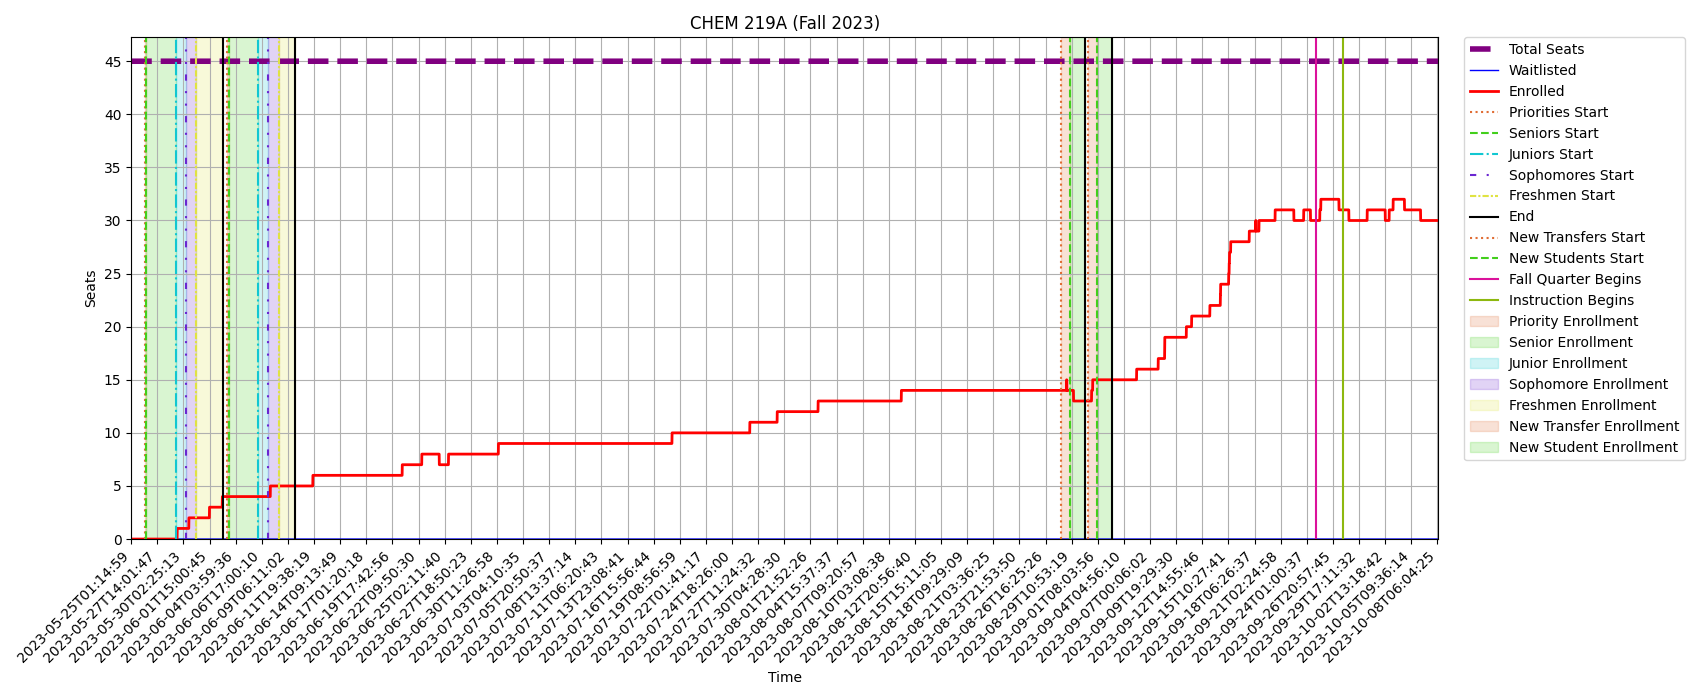 CHEM 219A (Fall 2023)
Seats
45
40
35
30
25
20
15
10
5
0
2023-05-25T01:14:59
2023-05-27T14:01:47
2023-05-30T02:25:13
2023-06-01T15:00:45
2023-06-04T03:59:36
2023-06-06T17:00:10
2023-06-09T06:11:02
2023-06-11T19:38:19
2023-06-14T09:13:49
2023-06-17T01:20:18
2023-06-19T17:42:56
2023-06-22T09:50:30
2023-06-25T02:11:40
2023-06-27T18:50:23
2023-06-30T11:26:58
2023-07-03T04:10:35
2023-07-05T20:50:37
2023-07-08T13:37:14
2023-07-11T06:20:43
2023-07-13T23:08:41
2023-07-16T15:56:44
2023-07-19T08:56:59
2023-07-22T01:41:17
2023-07-24T18:26:00
2023-07-27T11:24:32
2023-07-30T04:28:30
2023-08-01T21:52:26
2023-08-04T15:37:37
2023-08-07T09:20:57
2023-08-10T03:08:38
2023-08-12T20:56:40
2023-08-15T15:11:05
2023-08-18T09:29:09
2023-08-21T03:36:25
2023-08-23T21:53:50
2023-08-26T16:25:26
2023-08-29T10:53:19
2023-09-01T08:03:56
2023-09-04T04:56:10
2023-09-07T00:06:02
2023-09-09T19:29:30
2023-09-12T14:55:46
2023-09-15T10:27:41
2023-09-18T06:26:37
2023-09-21T02:24:58
2023-09-24T01:00:37
2023-09-26T20:57:45
2023-09-29T17:11:32
2023-10-02T13:18:42
2023-10-05T09:36:14
2023-10-08T06:04:25
Time
Total Seats
Waitlisted
Enrolled
Priorities Start
Seniors Start
Juniors Start
Sophomores Start
Freshmen Start
End
New Transfers Start
New Students Start
Fall Quarter Begins
Instruction Begins
Priority Enrollment
Senior Enrollment
Junior Enrollment
Sophomore Enrollment
Freshmen Enrollment
New Transfer Enrollment
New Student Enrollment